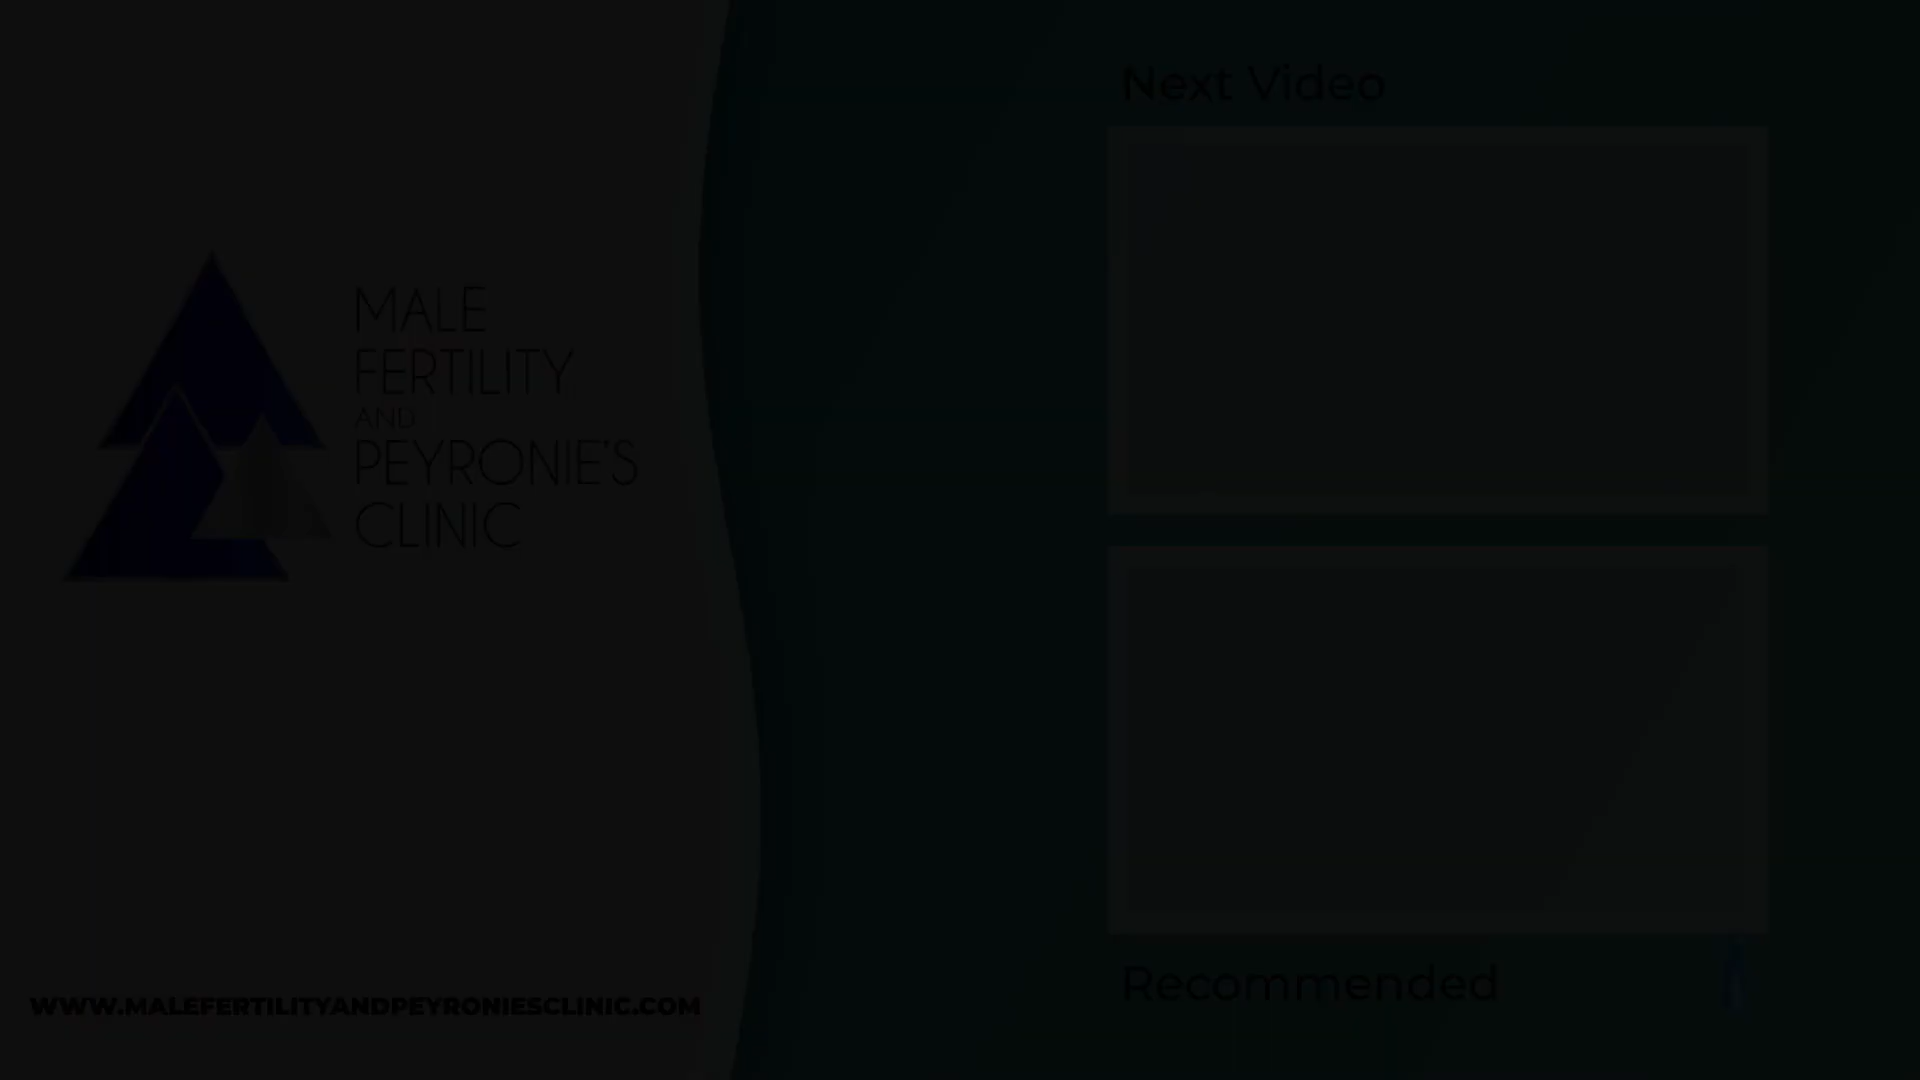 MALE
FERTILITY
AND
PEYRONIE'S
CLINIC
WWW.MALEFERTILITYANDPEYRONIESCLINIC.COM
Next Video
Recommended